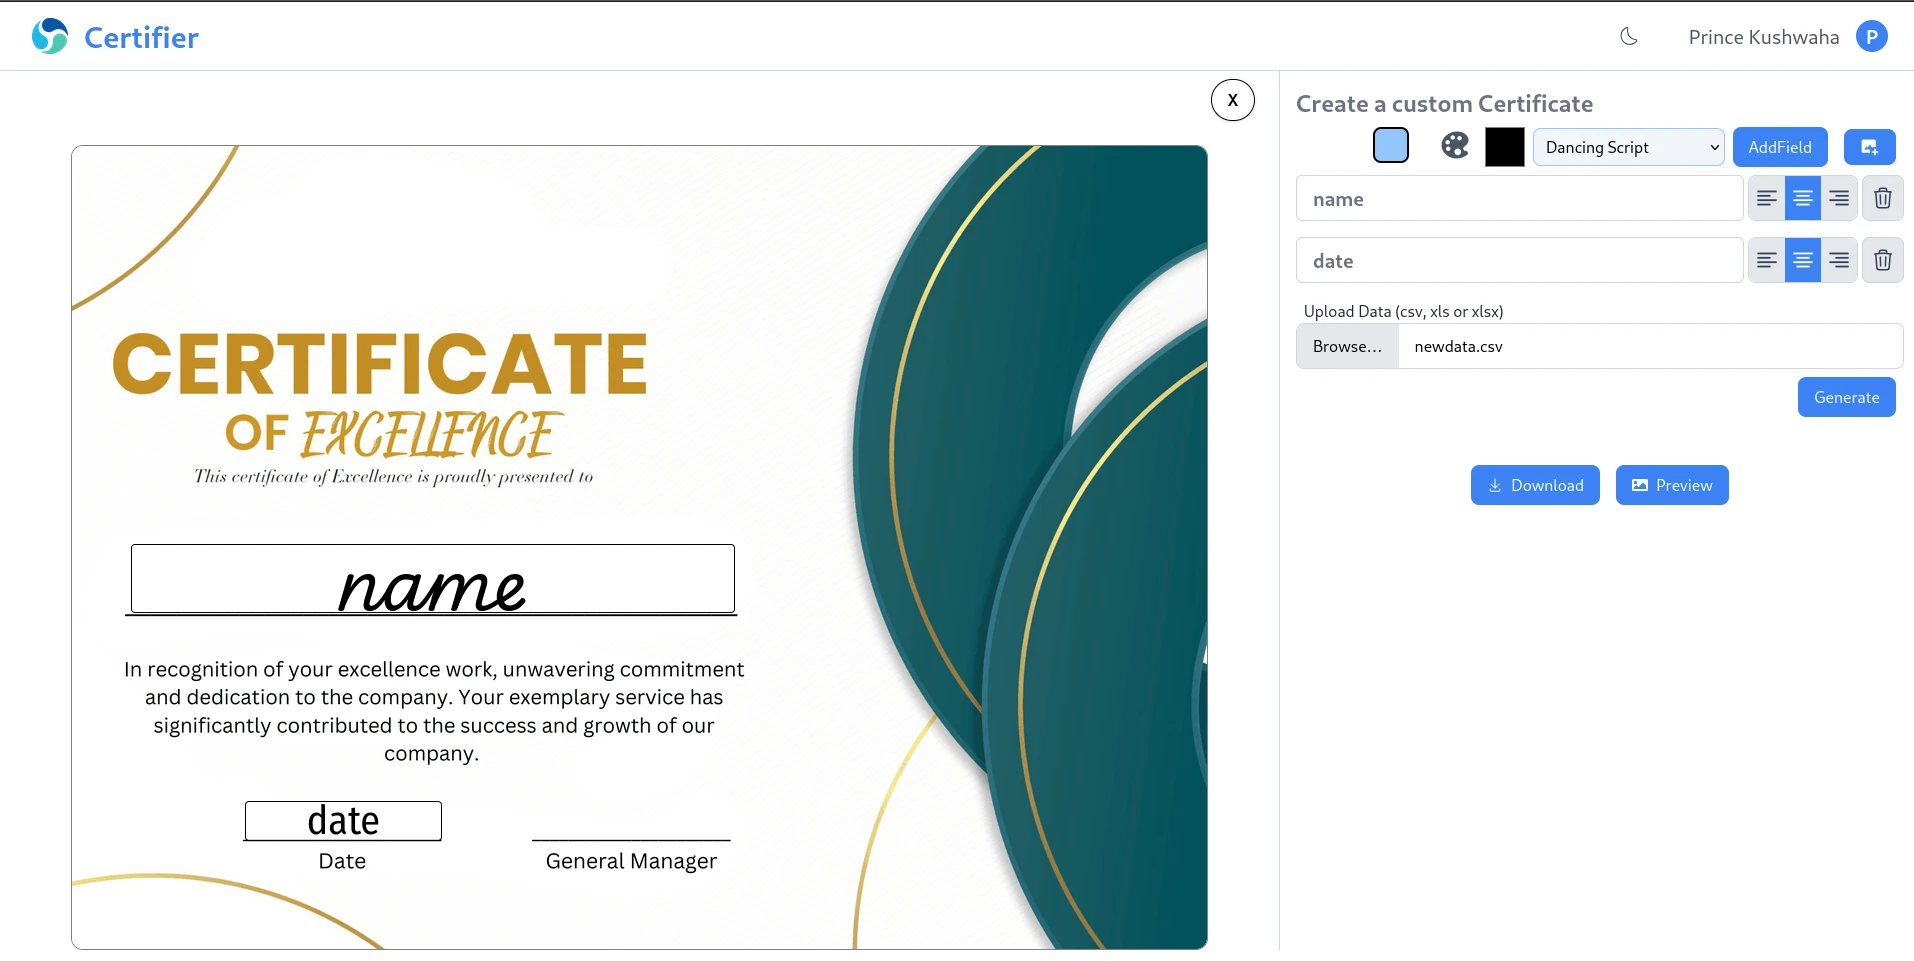 Certifier
Prince Kushwaha
P
X
CERTIFICATE
OF EXCELLENCE
This certificate of Excellence is proudly presented to
name
In recognition of your excellence work, unwavering commitment
and dedication to the company. Your exemplary service has
significantly contributed to the success and growth of our
company.
date
Date
General Manager
Create a custom Certificate
Dancing Script
AddField
name
date
Upload Data (csv, xls or xlsx)
Browse... newdata.csv
Generate
Download
Preview